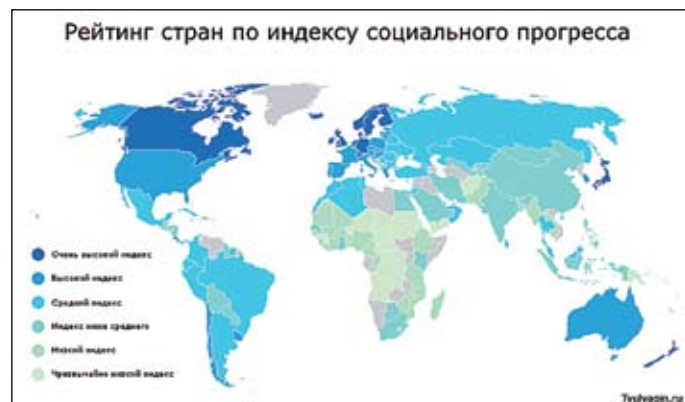 Рейтинг стран по индексу социального прогресса
Очень высокий индекс
Высокий индекс
Средний индекс
Индекс ниже среднего
Низкий индекс
Чрезвычайно низкий индекс
Tyulyagin.ru